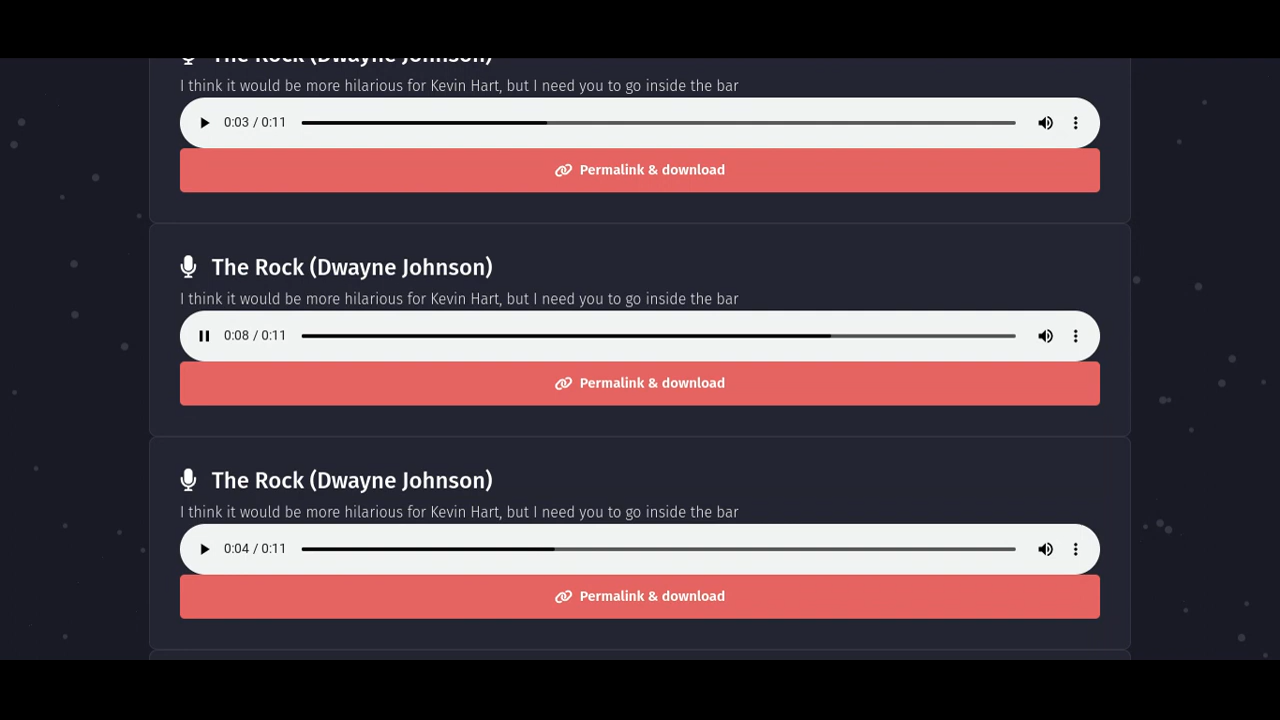 The Rock (Dwayne Johnson)
I think it would be more hilarious for Kevin Hart, but I need you to go inside the bar
0:03 / 0:11
Permalink & download
The Rock (Dwayne Johnson)
I think it would be more hilarious for Kevin Hart, but I need you to go inside the bar
0:08 / 0:11
Permalink & download
The Rock (Dwayne Johnson)
I think it would be more hilarious for Kevin Hart, but I need you to go inside the bar
0:04 / 0:11
Permalink & download